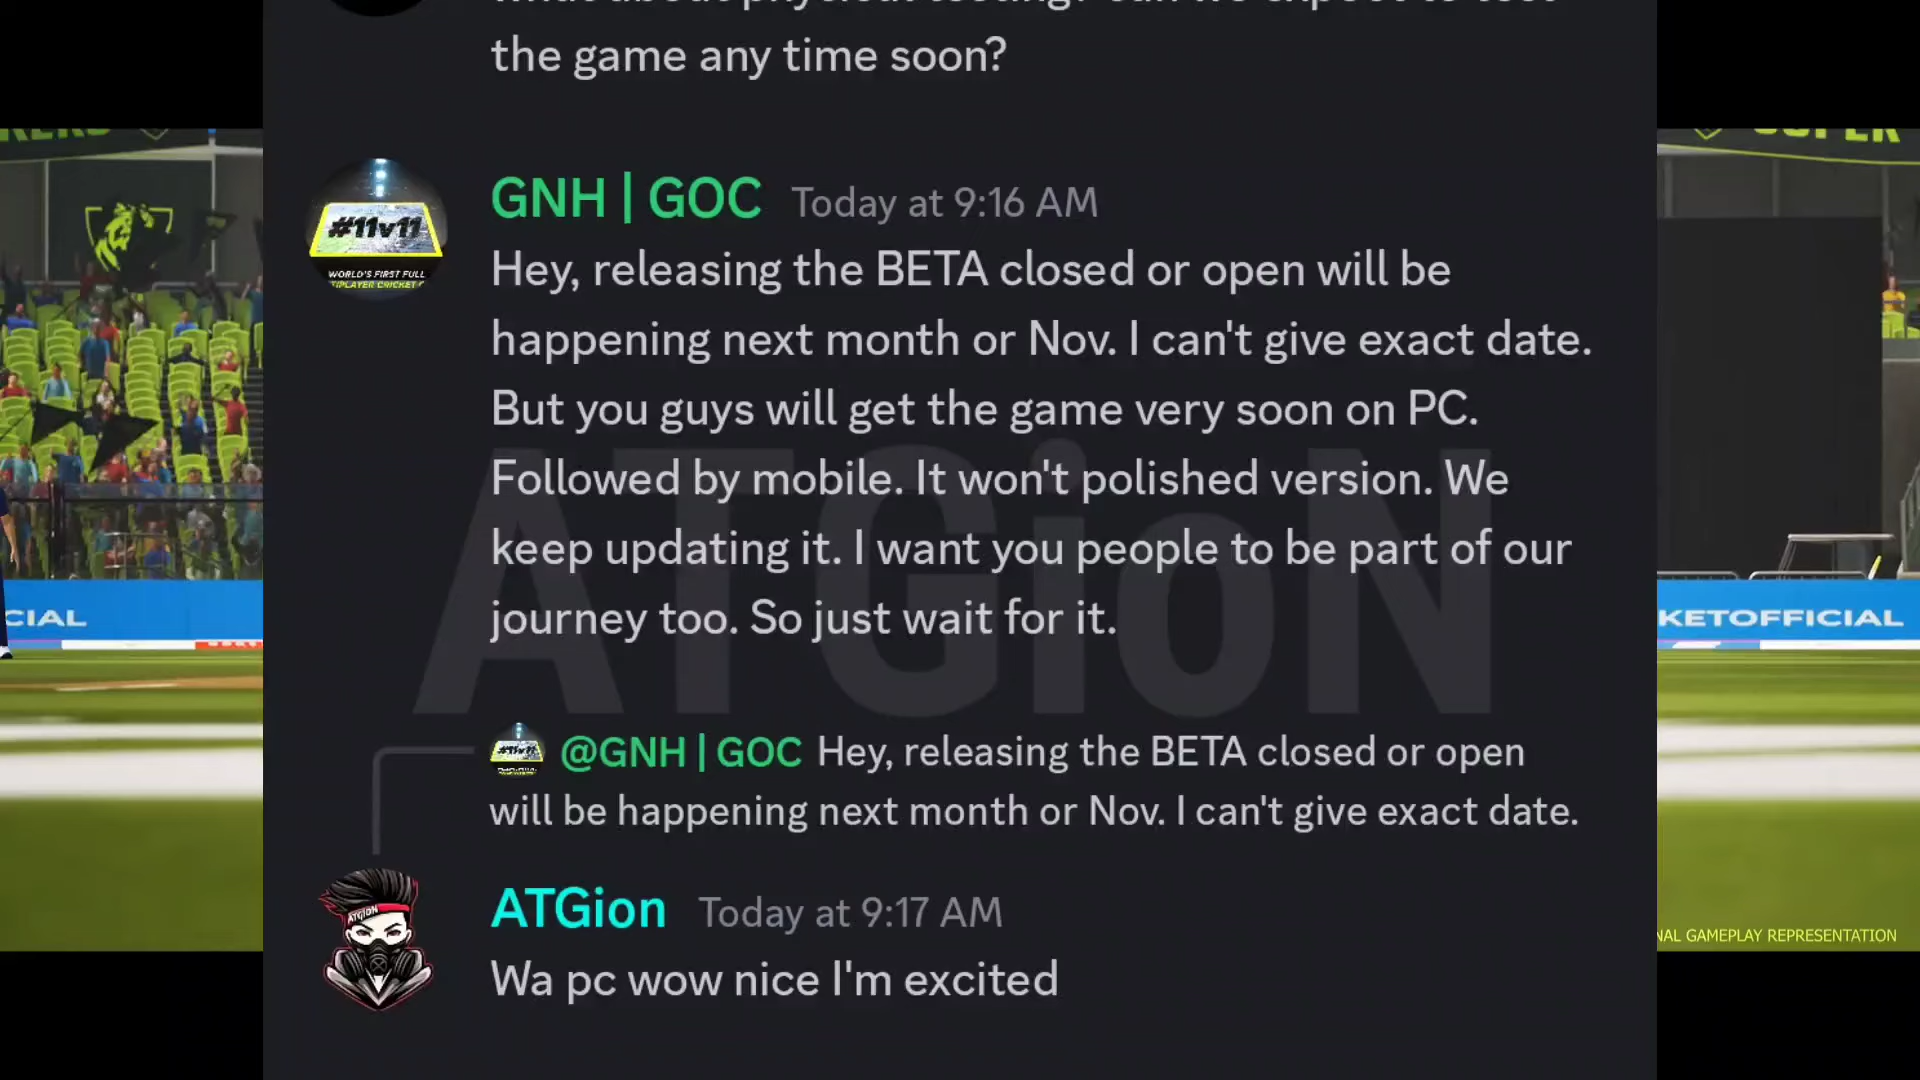 the game any time soon?
GNH | GOC Today at 9:16 AM
#11v11
WORLD'S FIRST FULL
Hey, releasing the BETA closed or open will be
happening next month or Nov. I can't give exact date.
But you guys will get the game very soon on PC.
Followed by mobile. It won't polished version. We
keep updating it. I want you people to be part of our
journey too. So just wait for it.
ATGioN
CIAL
KETOFFICIAL
@GNH | GOC Hey, releasing the BETA closed or open
will be happening next month or Nov. I can't give exact date.
ATGion Today at 9:17 AM
ATGION
Wa pc wow nice I'm excited
NAL GAMEPLAY REPRESENTATION